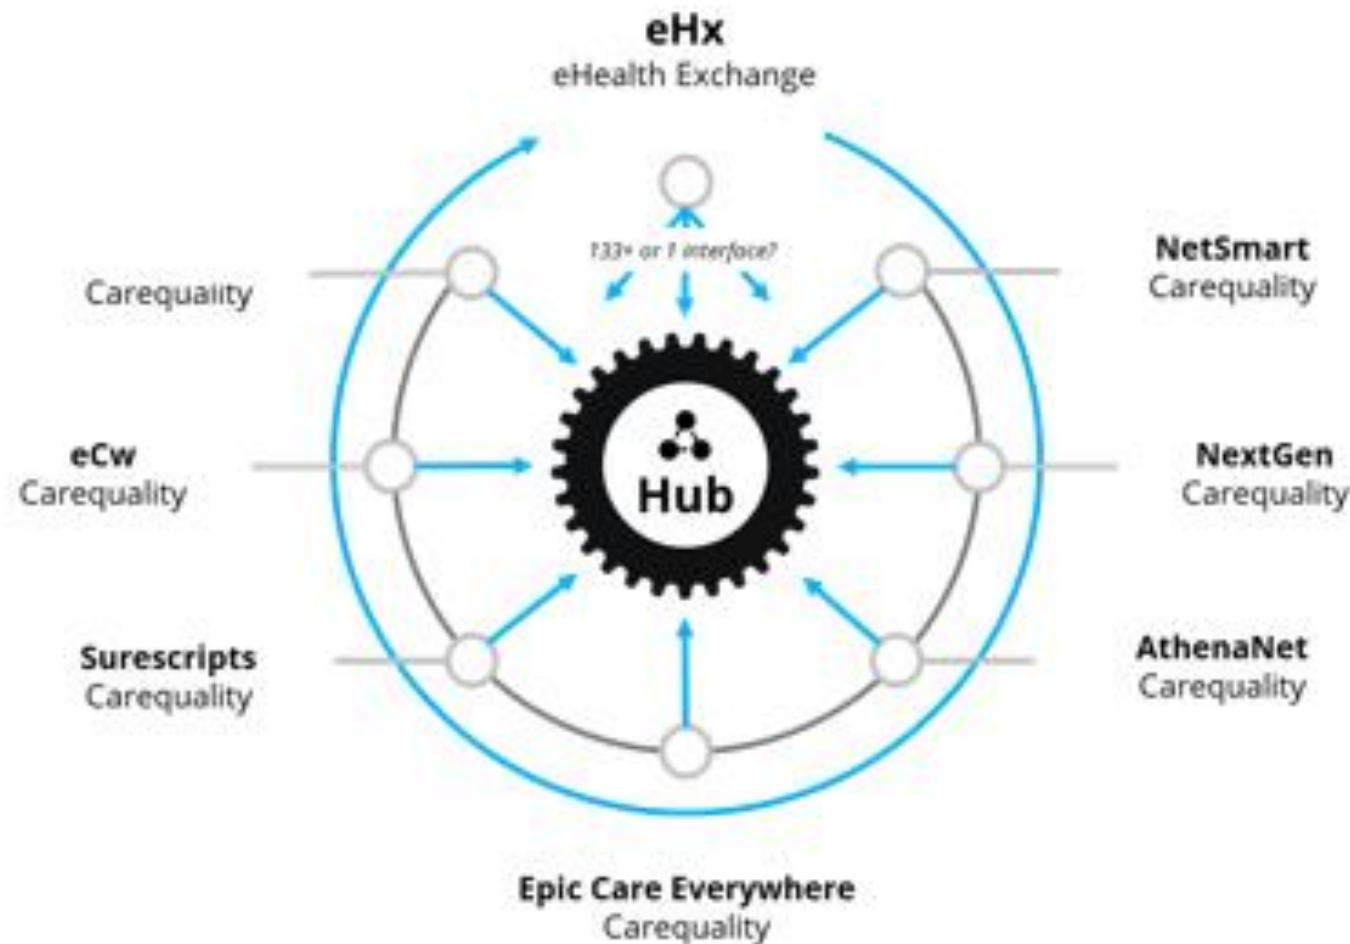 eHx
eHealth Exchange
133+ or 1 interface?
NetSmart
Carequality
Carequality
eCw
Carequality
Hub
NextGen
Carequality
Surescripts
Carequality
AthenaNet
Carequality
Epic Care Everywhere
Carequality